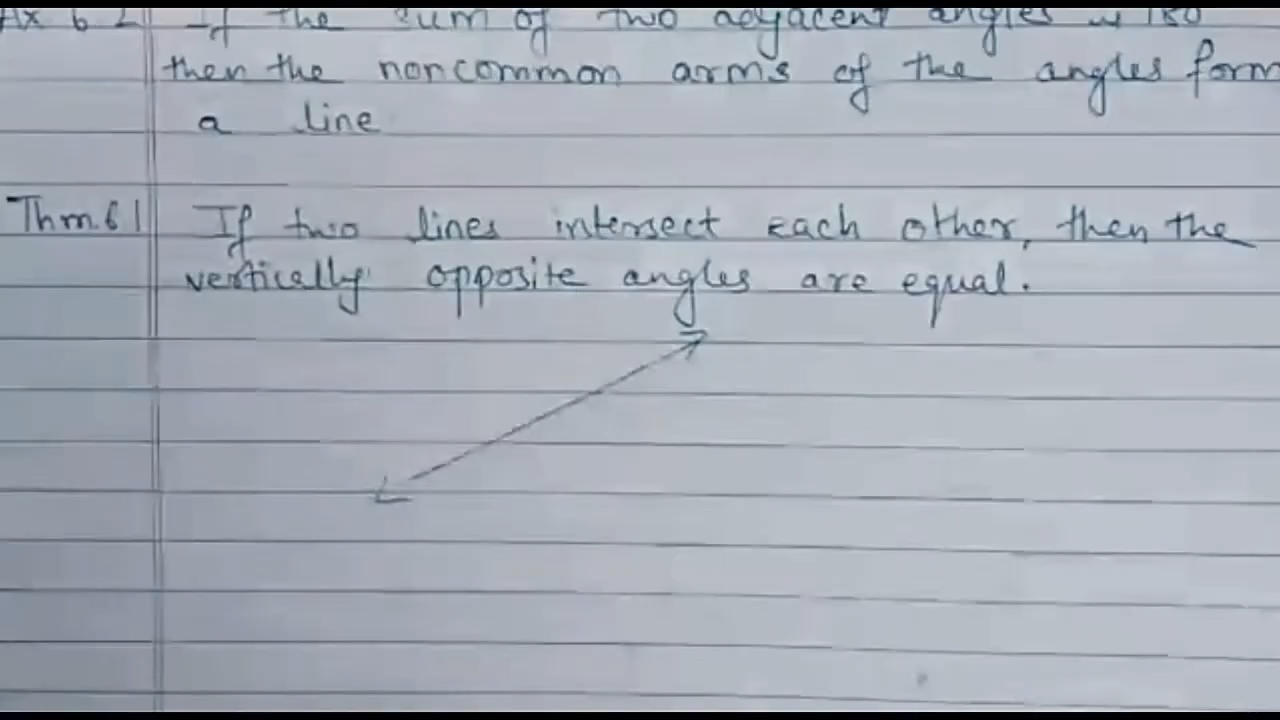 Ax 6.2 If the sum of two adjacent angles is 180
then the noncommon arms of the angles form
a line
Thm.6.1 If two lines intersect each other, then the
vertically opposite angles are equal.